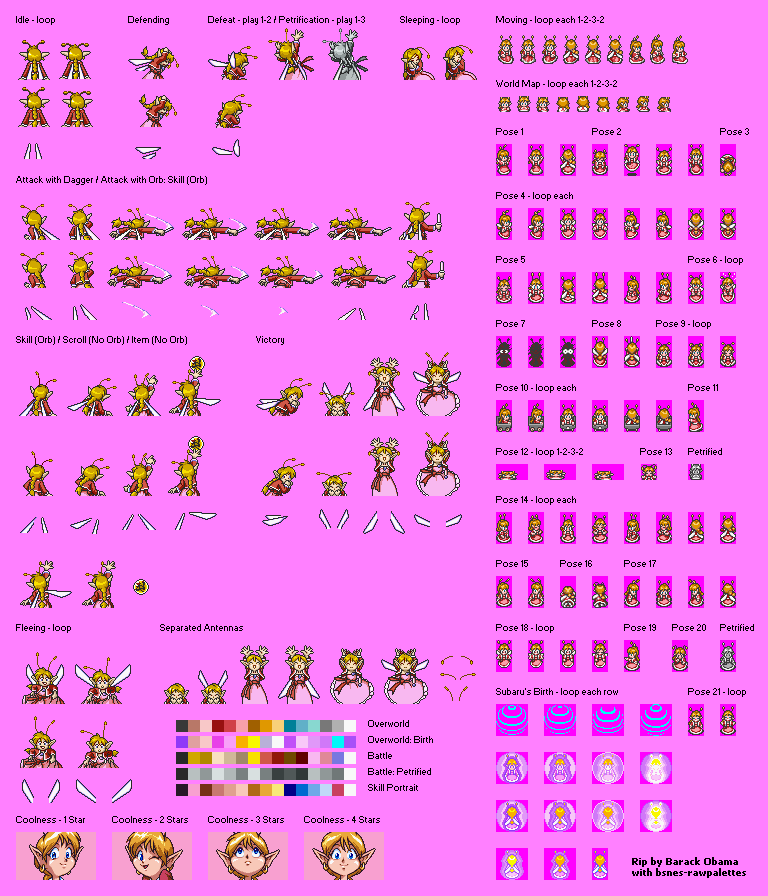 Idle - loop
Defending
Defeat - play 1-2 / Petrification - play 1-3
Sleeping - loop
Moving - loop each 1-2-3-2
World Map - loop each 1-2-3-2
Pose 1
Pose 2
Pose 3
Attack with Dagger / Attack with Orb: Skill (Orb)
Pose 4 - loop each
Pose 5
Pose 6 - loop
Skill (Orb) / Scroll (No Orb) / Item (No Orb)
Victory
Pose 7
Pose 8
Pose 9 - loop
Pose 10 - loop each
Pose 11
Pose 12 - loop 1-2-3-2
Pose 13
Petrified
Pose 14 - loop each
Pose 15
Pose 16
Pose 17
Fleeing - loop
Separated Antennas
Pose 18 - loop
Pose 19
Pose 20
Petrified
Subaru's Birth - loop each row
Pose 21 - loop
Overworld
Overworld: Birth
Battle
Battle: Petrified
Skill Portrait
Coolness - 1 Star
Coolness - 2 Stars
Coolness - 3 Stars
Coolness - 4 Stars
Rip by Barack Obama
with bsnes-rawpalettes